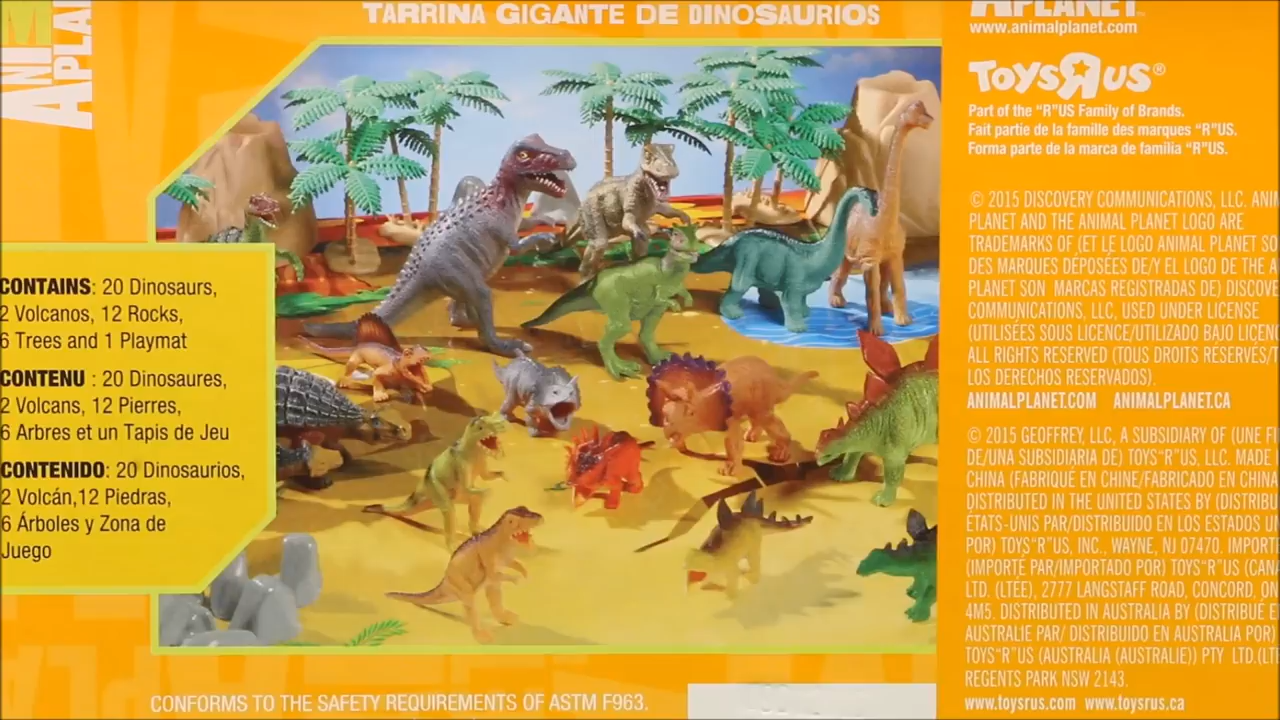 TARRINA GIGANTE DE DINOSAURIOS
ANI
APLA
CONTAINS: 20 Dinosaurs,
2 Volcanos, 12 Rocks,
6 Trees and 1 Playmat
CONTENU : 20 Dinosaures,
2 Volcans, 12 Pierres,
6 Arbres et un Tapis de Jeu
CONTENIDO: 20 Dinosaurios,
2 Volcán,12 Piedras,
6 Árboles y Zona de
Juego
CONFORMS TO THE SAFETY REQUIREMENTS OF ASTM F963.
APLANET
www.animalplanet.com
ToysRus®
Part of the "R"US Family of Brands.
Fait partie de la famille des marques "R"US.
Forma parte de la marca de familia "R"US.
© 2015 DISCOVERY COMMUNICATIONS, LLC. ANI
PLANET AND THE ANIMAL PLANET LOGO ARE
TRADEMARKS OF (ET LE LOGO ANIMAL PLANET SO
DES MARQUES DÉPOSÉES DE/Y EL LOGO DE THE A
PLANET SON MARCAS REGISTRADAS DE) DISCOVE
COMMUNICATIONS, LLC, USED UNDER LICENSE
(UTILISÉES SOUS LICENCE/UTILIZADO BAJO LICEN
ALL RIGHTS RESERVED (TOUS DROITS RÉSERVÉS/T
LOS DERECHOS RESERVADOS).
ANIMALPLANET.COM ANIMALPLANET.CA
© 2015 GEOFFREY, LLC, A SUBSIDIARY OF (UNE FI
DE/UNA SUBSIDIARIA DE) TOYS"R"US, LLC. MADE
CHINA (FABRIQUÉ EN CHINE/FABRICADO EN CHINA
DISTRIBUTED IN THE UNITED STATES BY (DISTRIBU
ÉTATS-UNIS PAR/DISTRIBUIDO EN LOS ESTADOS U
POR) TOYS"R"US, INC., WAYNE, NJ 07470. IMPORTE
(IMPORTÉ PAR/IMPORTADO POR) TOYS"R"US (CANA
LTD. (LTÉE), 2777 LANGSTAFF ROAD, CONCORD, ON
4M5. DISTRIBUTED IN AUSTRALIA BY (DISTRIBUÉ E
AUSTRALIE PAR/ DISTRIBUIDO EN AUSTRALIA POR)
TOYS"R"US (AUSTRALIA (AUSTRALIE)) PTY LTD.(LT
REGENTS PARK NSW 2143.
www.toysrus.com www.toysrus.ca